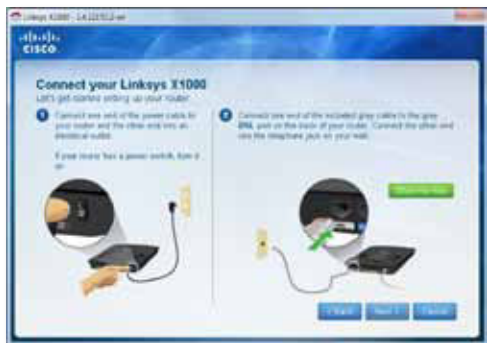 CISCO
Connect your Linksys X1000
Let's get started setting up your router.
1 Connect one end of the power cable to
your router and the other end into an
electrical outlet.
If your router has a power switch, turn it
on.
2 Connect one end of the included gray cable to the gray
DSL port on the back of your router. Connect the other end
into the telephone jack on your wall.
Back
Next
Cancel